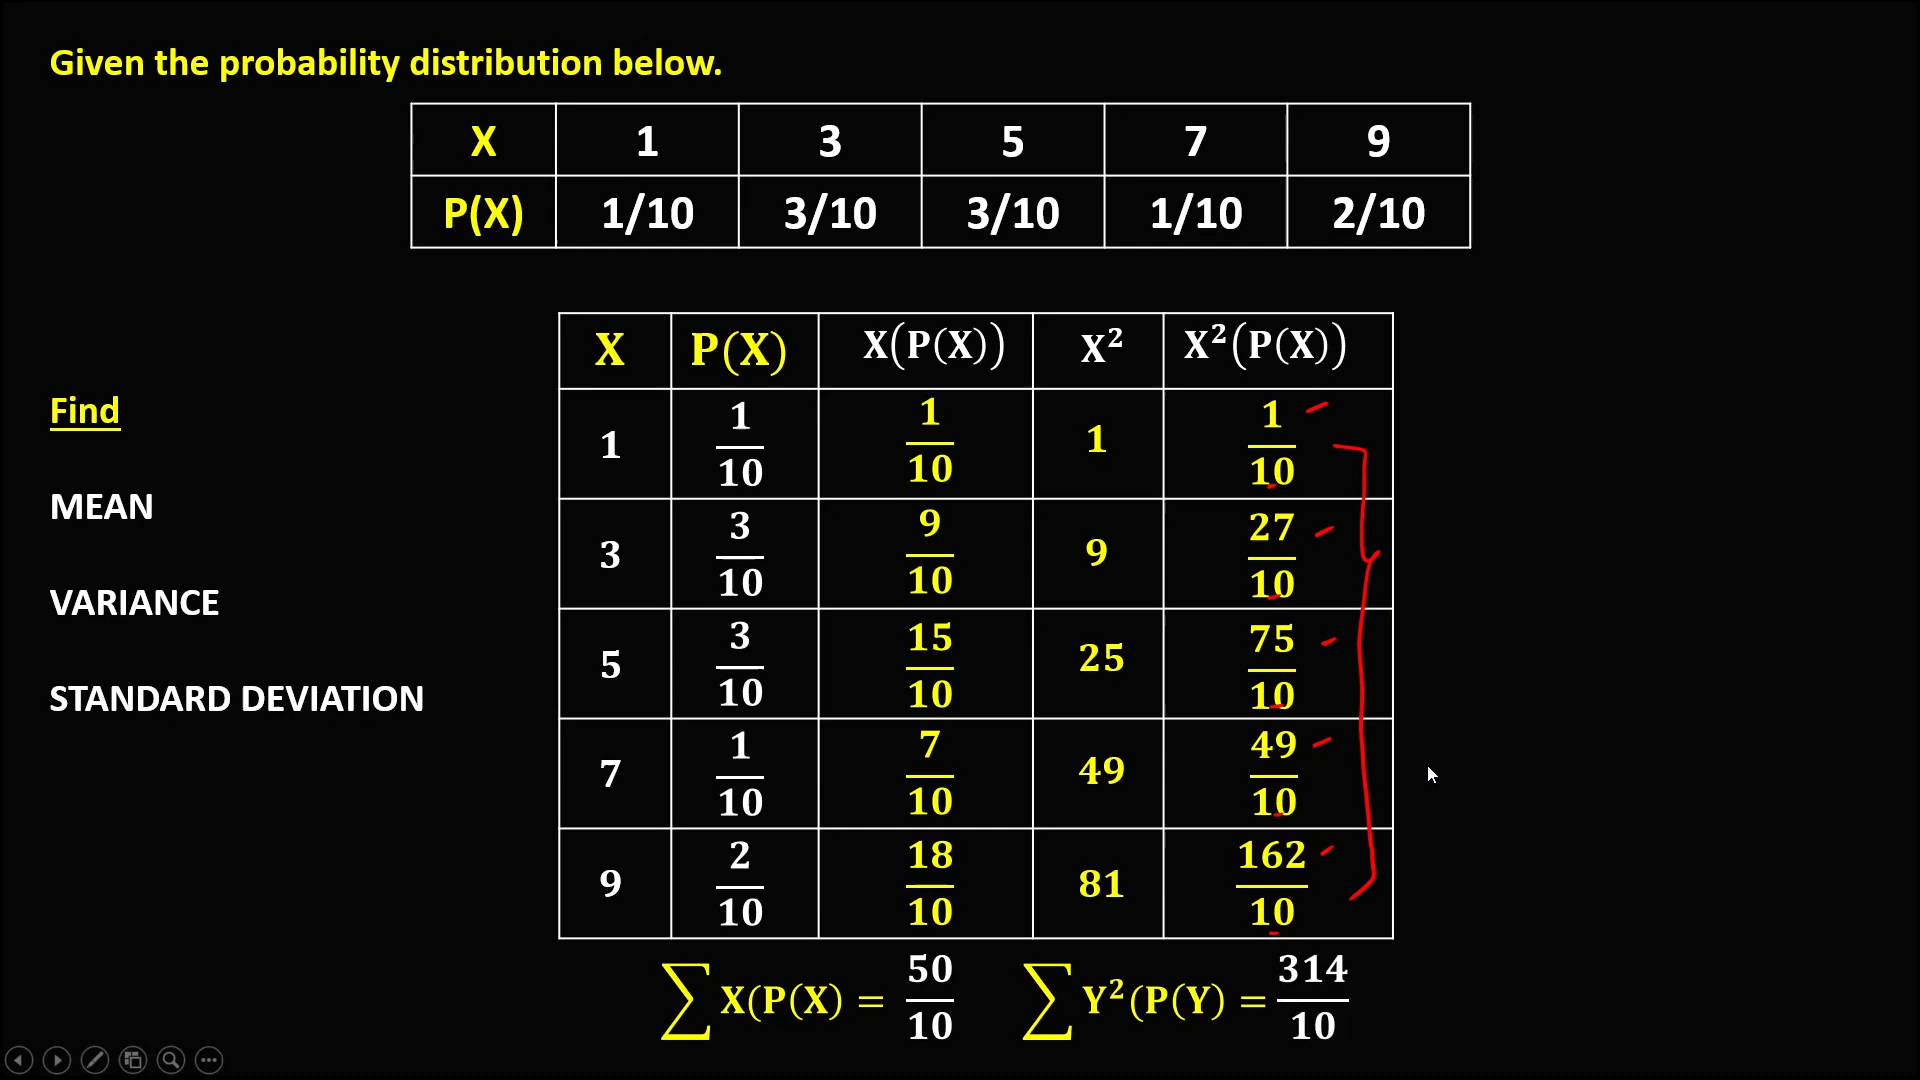 Given the probability distribution below.
X 1 3 5 7 9
P(X) 1/10 3/10 3/10 1/10 2/10
Find
MEAN
VARIANCE
STANDARD DEVIATION
X P(X) X(P(X)) X² X²(P(X))
1 1/10 1/10 1 1/10
3 3/10 9/10 9 27/10
5 3/10 15/10 25 75/10
7 1/10 7/10 49 49/10
9 2/10 18/10 81 162/10
∑ X(P(X) = 50/10 ∑ Y²(P(Y) = 314/10